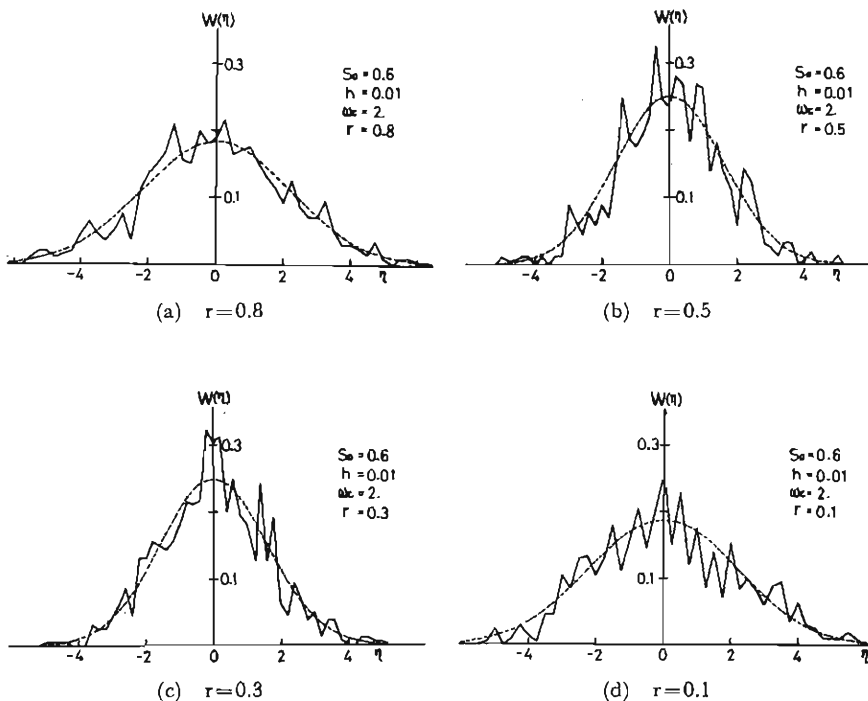 W(η)
0.3
0.1
S₀=0.6
h=0.01
ωc=2.
r=0.8
-4 -2 0 2 4 η
(a) r=0.8
W(η)
0.3
0.1
S₀=0.6
h=0.01
ωc=2.
r=0.5
-4 -2 0 2 4 η
(b) r=0.5
W(η)
0.3
0.1
S₀=0.6
h=0.01
ωc=2.
r=0.3
-4 -2 0 2 4 η
(c) r=0.3
W(η)
0.3
0.1
S₀=0.6
h=0.01
ωc=2.
r=0.1
-4 -2 0 2 4 η
(d) r=0.1